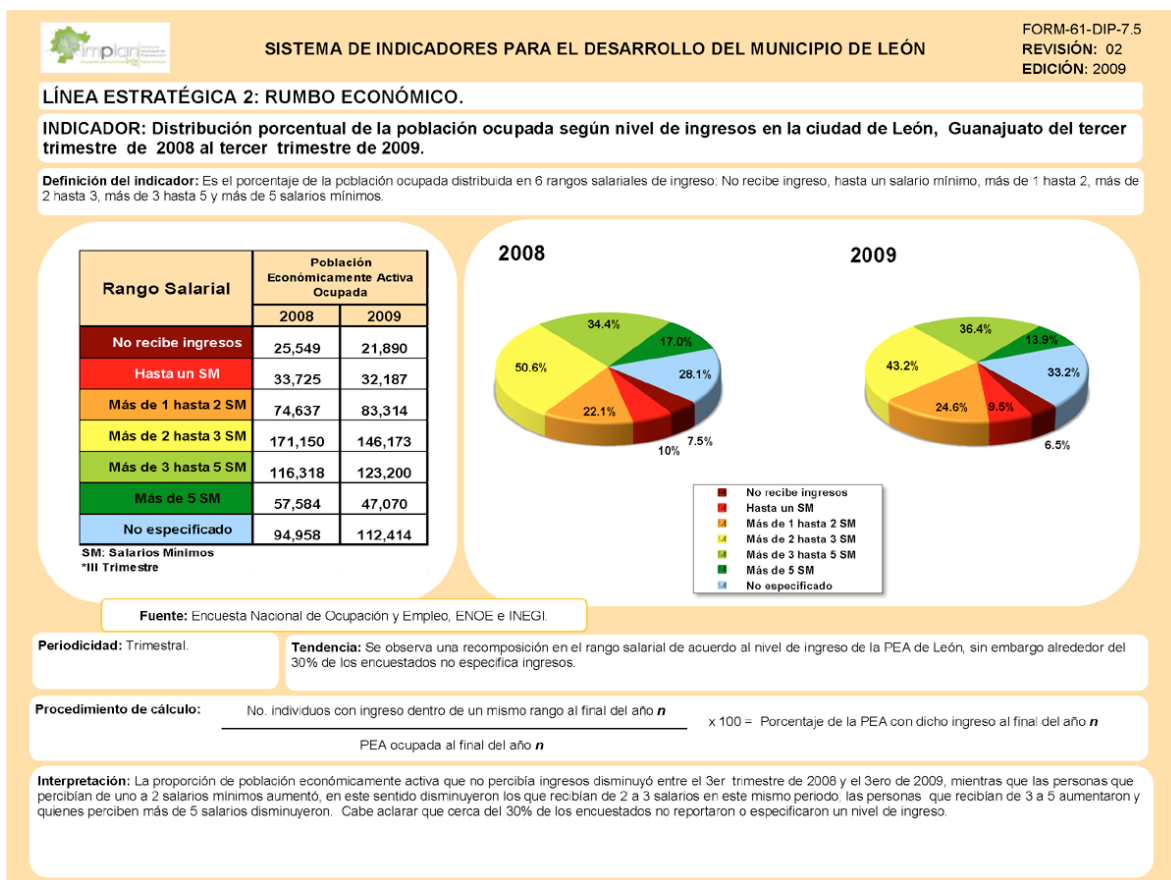 implan
SISTEMA DE INDICADORES PARA EL DESARROLLO DEL MUNICIPIO DE LEÓN
FORM-61-DIP-7.5
REVISIÓN: 02
EDICIÓN: 2009
LÍNEA ESTRATÉGICA 2: RUMBO ECONÓMICO.
INDICADOR: Distribución porcentual de la población ocupada según nivel de ingresos en la ciudad de León, Guanajuato del tercer
trimestre de 2008 al tercer trimestre de 2009.
Definición del indicador: Es el porcentaje de la población ocupada distribuida en 6 rangos salariales de ingreso: No recibe ingreso, hasta un salario mínimo, más de 1 hasta 2, más de
2 hasta 3, más de 3 hasta 5 y más de 5 salarios mínimos.
Rango Salarial
Población
Económicamente Activa
Ocupada
2008 2009
No recibe ingresos 25,549 21,890
Hasta un SM 33,725 32,187
Más de 1 hasta 2 SM 74,637 83,314
Más de 2 hasta 3 SM 171,150 146,173
Más de 3 hasta 5 SM 116,318 123,200
Más de 5 SM 57,584 47,070
No especificado 94,958 112,414
SM: Salarios Mínimos
*III Trimestre
2008
34.4%
17.0%
50.6%
28.1%
22.1%
7.5%
10%
2009
36.4%
13.9%
43.2%
33.2%
24.6%
9.5%
6.5%
No recibe ingresos
Hasta un SM
Más de 1 hasta 2 SM
Más de 2 hasta 3 SM
Más de 3 hasta 5 SM
Más de 5 SM
No especificado
Fuente: Encuesta Nacional de Ocupación y Empleo, ENOE e INEGI.
Periodicidad: Trimestral.
Tendencia: Se observa una recomposición en el rango salarial de acuerdo al nivel de ingreso de la PEA de León, sin embargo alrededor del
30% de los encuestados no especifica ingresos.
Procedimiento de cálculo:
No. individuos con ingreso dentro de un mismo rango al final del año n
PEA ocupada al final del año n
x 100 = Porcentaje de la PEA con dicho ingreso al final del año n
Interpretación: La proporción de población económicamente activa que no percibía ingresos disminuyó entre el 3er trimestre de 2008 y el 3ero de 2009, mientras que las personas que
percibían de uno a 2 salarios mínimos aumentó, en este sentido disminuyeron los que recibían de 2 a 3 salarios en este mismo periodo; las personas que recibían de 3 a 5 aumentaron y
quienes perciben más de 5 salarios disminuyeron. Cabe aclarar que cerca del 30% de los encuestados no reportaron o especificaron un nivel de ingreso.